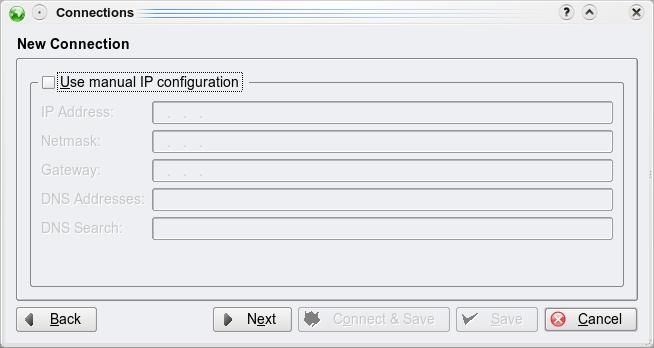 Connections
New Connection
Use manual IP configuration
IP Address: . . .
Netmask: . . .
Gateway: . . .
DNS Addresses:
DNS Search:
Back Next Connect & Save Save Cancel